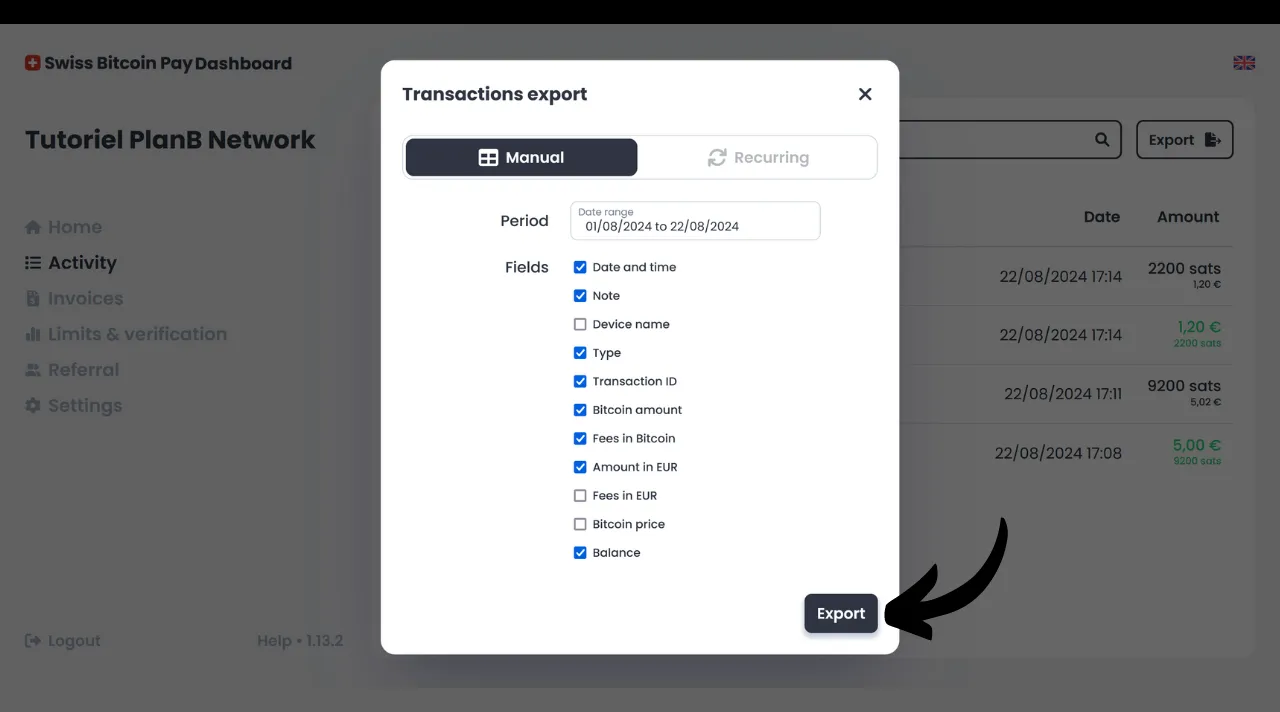 Swiss Bitcoin Pay Dashboard
Tutoriel PlanB Network
Home
Activity
Invoices
Limits & verification
Referral
Settings
Logout
Help • 1.13.2
Transactions export
Manual
Recurring
Period
Date range
01/08/2024 to 22/08/2024
Fields
Date and time
Note
Device name
Type
Transaction ID
Bitcoin amount
Fees in Bitcoin
Amount in EUR
Fees in EUR
Bitcoin price
Balance
Export
Export
Date Amount
22/08/2024 17:14 2200 sats
1,20 €
22/08/2024 17:14 1,20 €
2200 sats
22/08/2024 17:11 9200 sats
5,02 €
22/08/2024 17:08 5,00 €
9200 sats